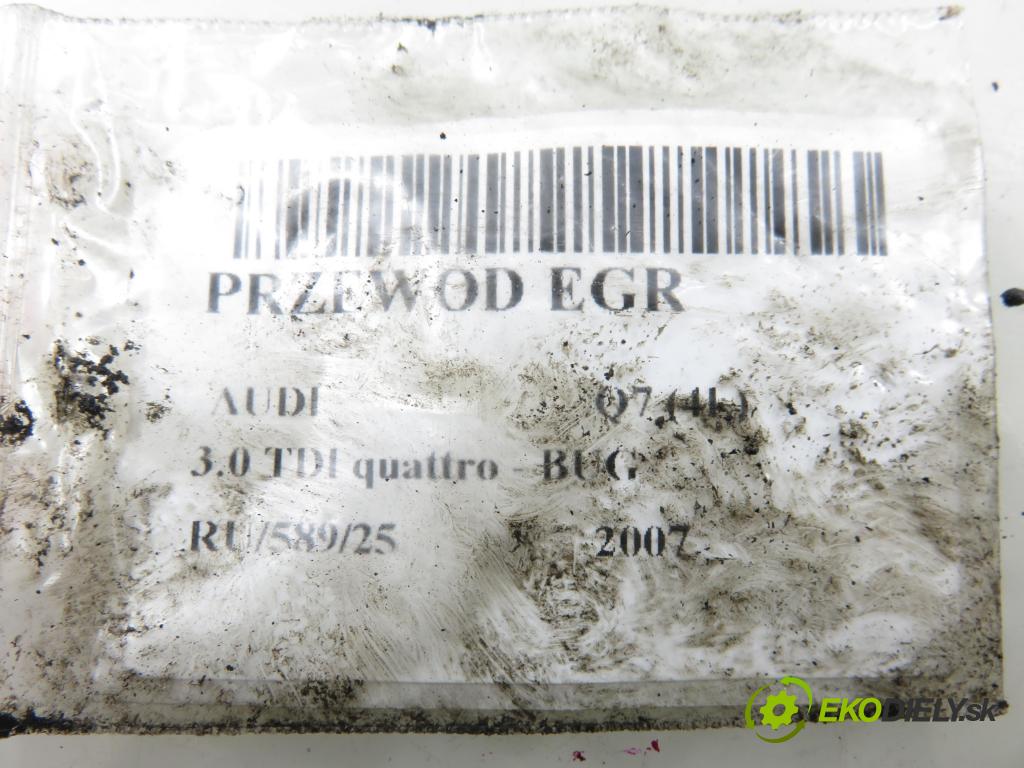 PRZEWOD EGR
AUDI Q7 (4L)
3.0 TDI quattro - BUG
RU/589/25 2007
EKODIELY.sk